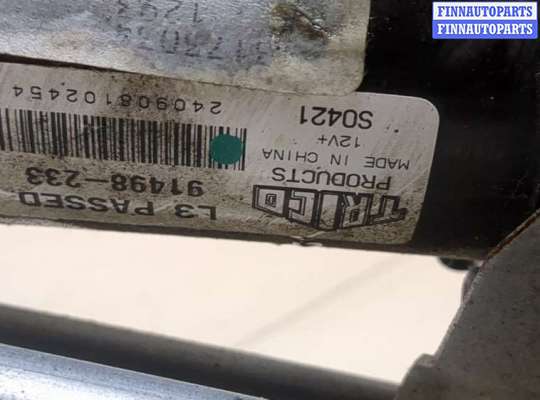 FINNAUTOPARTS
FINNAUTOPARTS
TRICO
PRODUCTS
MADE IN CHINA
12V+
S0421
L3 PASSED
91498-233
240908102454